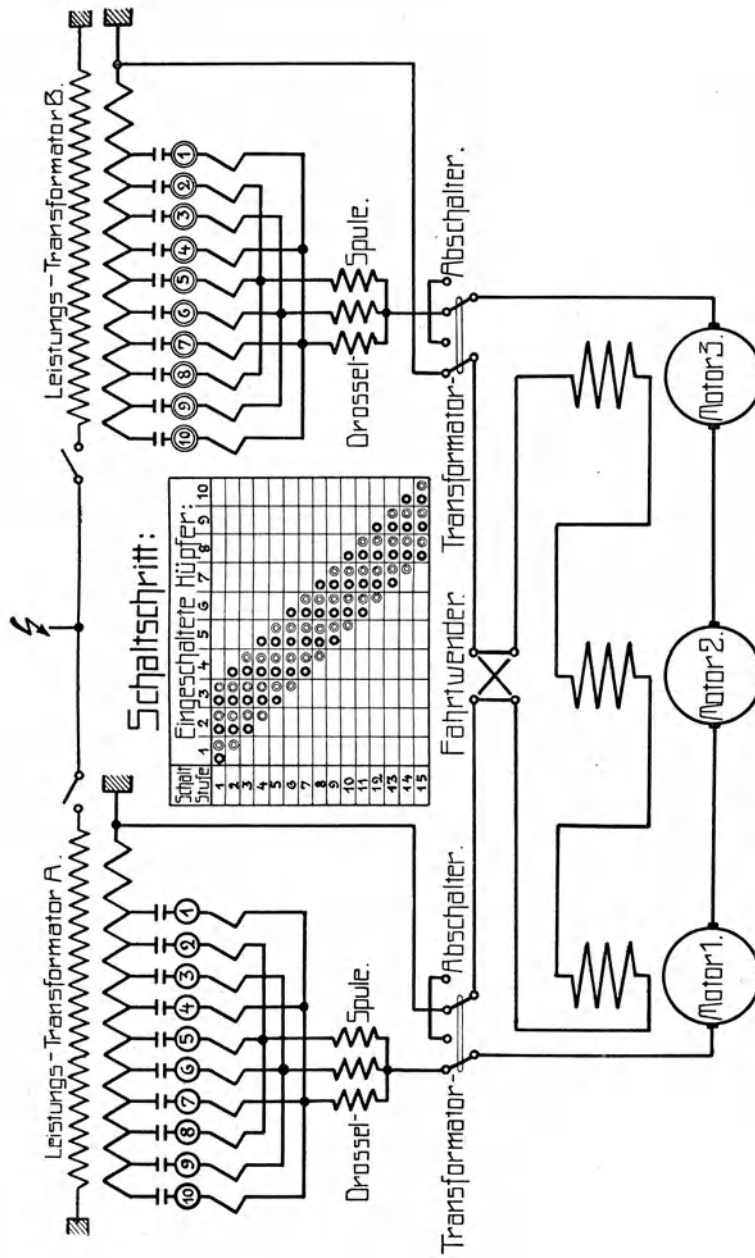 Leistungs-Transformator A.
Leistungs-Transformator B.
10 9 8 7 6 5 4 3 2 1
10 9 8 7 6 5 4 3 2 1
Schaltschritt:
Schalt Stufe
Eingeschaltete Hüpfer:
1 2 3 4 5 6 7 8 9 10
1
2
3
4
5
6
7
8
9
10
11
12
13
14
15
Drossel-Spule.
Drossel-Spule.
Transformator-Abschalter.
Fahrtwender.
Transformator-Abschalter.
Motor 1.
Motor 2.
Motor 3.